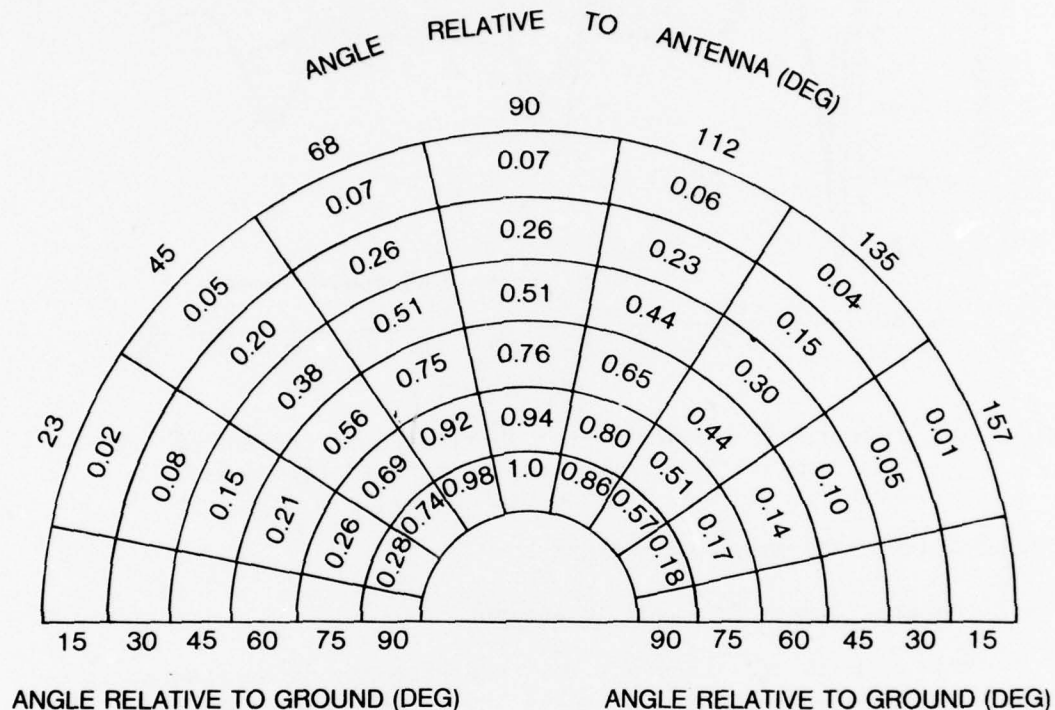 ANGLE RELATIVE TO ANTENNA (DEG)
23 45 68 90 112 135 157
0.02 0.05 0.07 0.07 0.06 0.04 0.01
0.08 0.20 0.26 0.26 0.23 0.15 0.05
0.15 0.38 0.51 0.51 0.44 0.30 0.10
0.21 0.56 0.75 0.76 0.65 0.44 0.14
0.26 0.69 0.92 0.94 0.80 0.51 0.17
0.28 0.74 0.98 1.0 0.86 0.57 0.18
15 30 45 60 75 90 90 75 60 45 30 15
ANGLE RELATIVE TO GROUND (DEG) ANGLE RELATIVE TO GROUND (DEG)